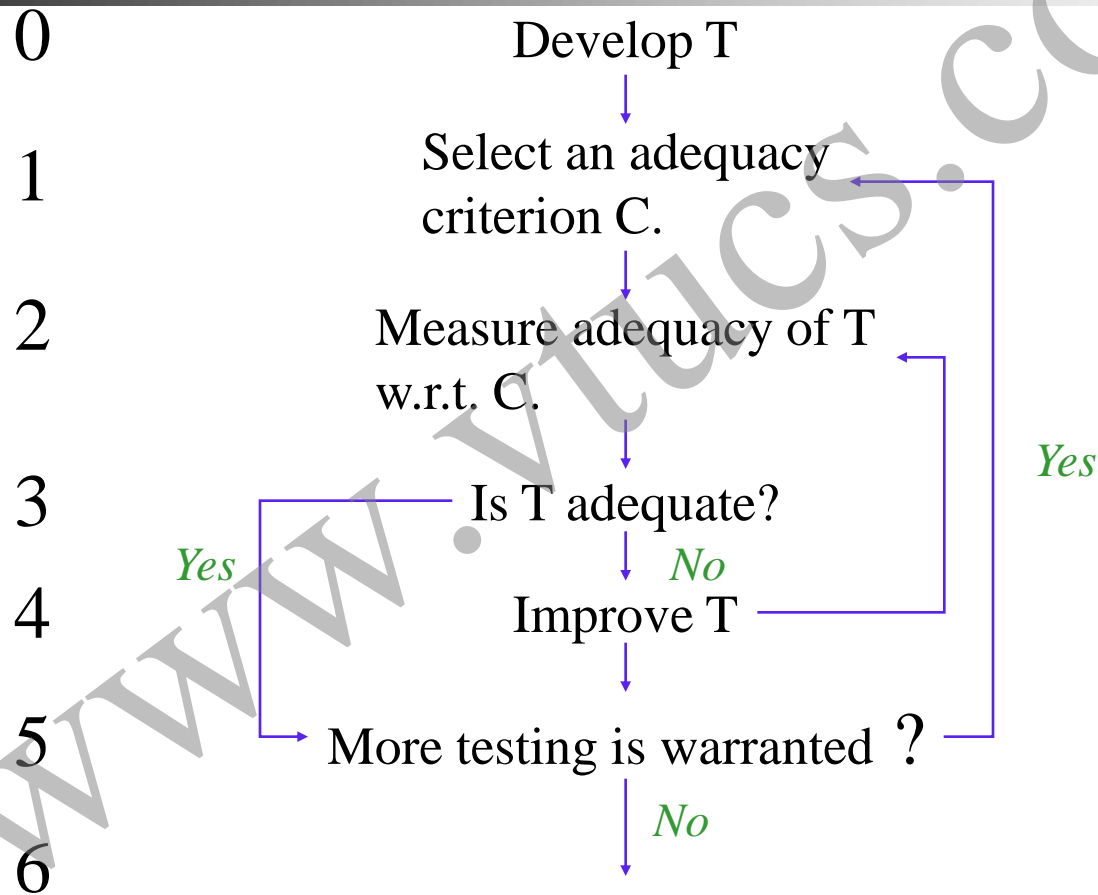 0
Develop T
1
Select an adequacy
criterion C.
2
Measure adequacy of T
w.r.t. C.
Yes
3
Is T adequate?
Yes
No
4
Improve T
5
More testing is warranted ?
No
6
www.vtucs.co